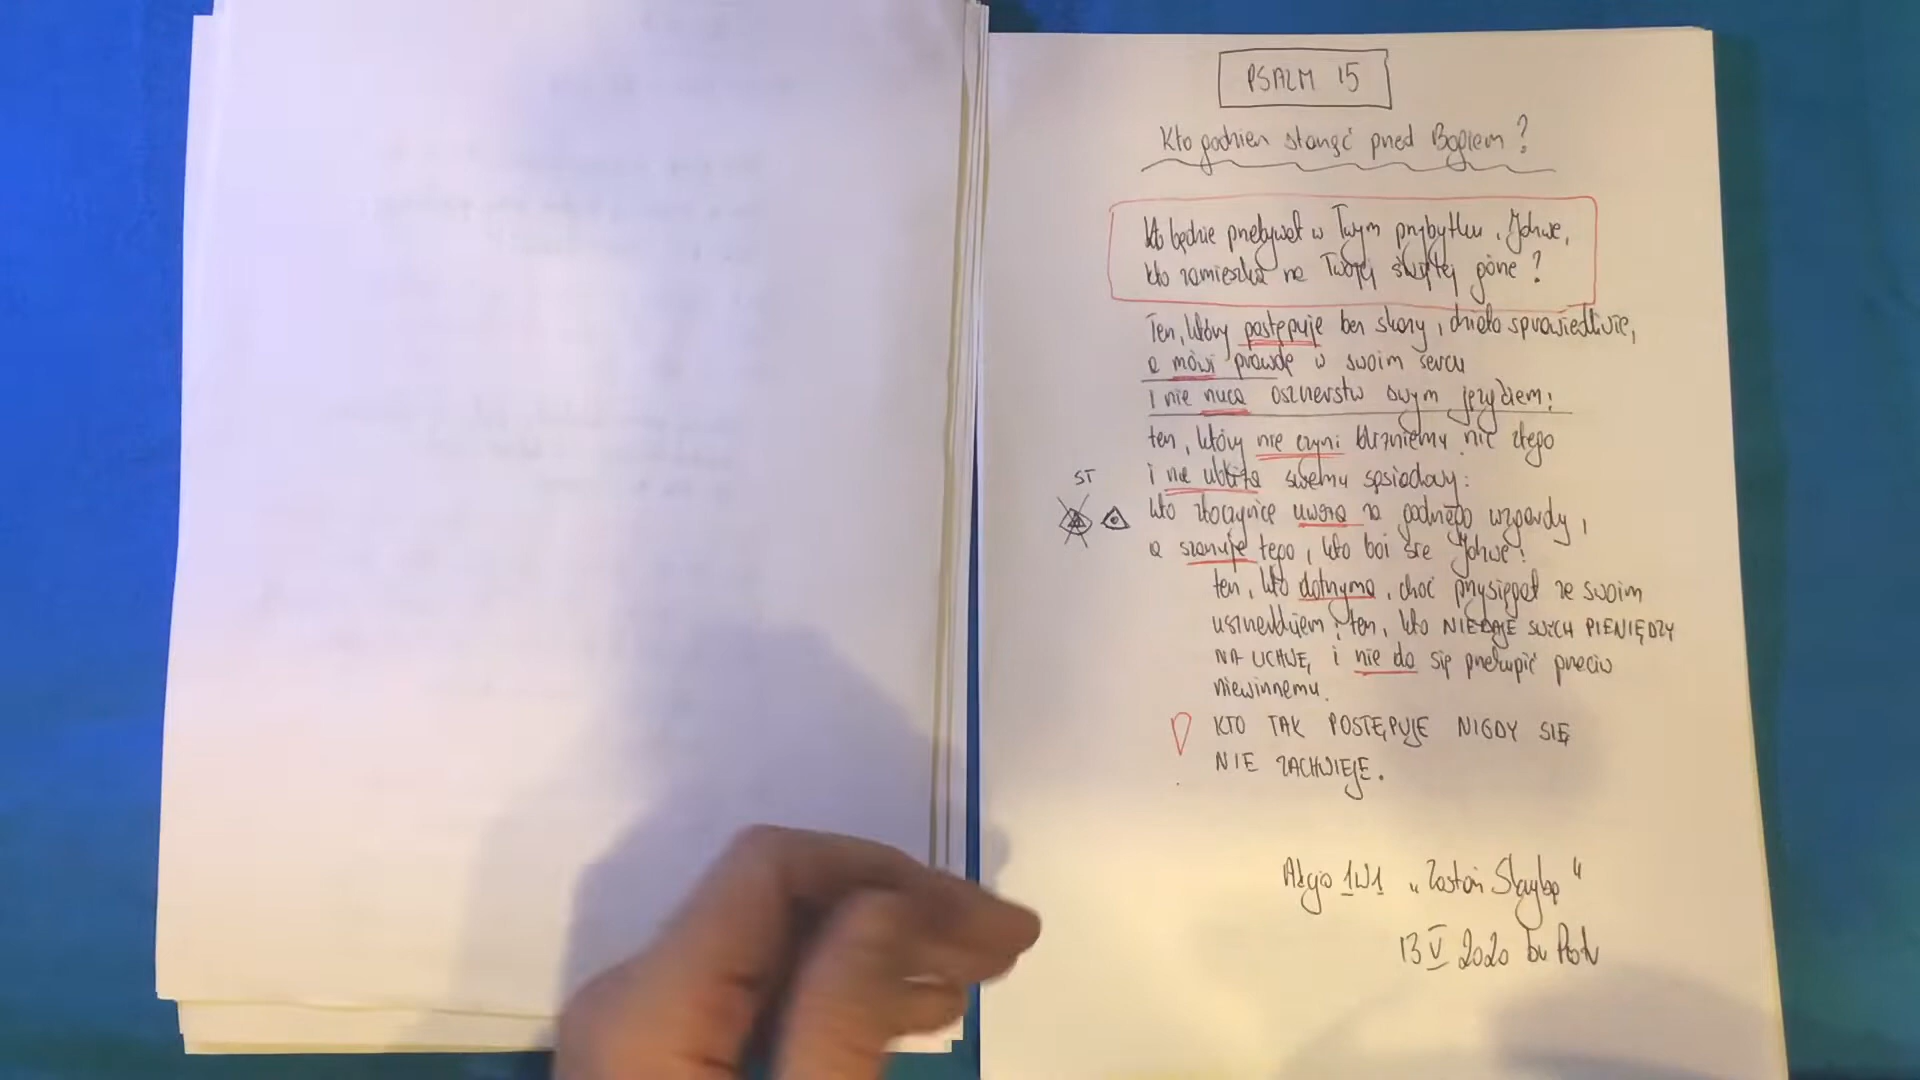 PSALM 15
Kto godzien stanąć przed Bogiem?
Kto będzie przebywał w Twym przybytku, Jahwe,
kto zamieszka na Twojej świętej górze?
Ten, który postępuje bez skazy, działa sprawiedliwie,
a mówi prawdę w swoim sercu
i nie rzuca oszczerstw swym językiem;
ten, który nie czyni bliźniemu nic złego
i nie ubliża swemu sąsiadowi:
ST
kto złoczyńcę uważa za godnego wzgardy,
a szanuje tego, kto boi się Jahwe;
ten, kto dotrzyma, choć przysięgał ze swoim
uszczerbkiem; ten, kto NIE DAJE SWYCH PIENIĘDZY
NA LICHWĘ, i nie da się przekupić przeciw
niewinnemu.
KTO TAK POSTĘPUJE NIGDY SIĘ
NIE ZACHWIEJE.
Akcja 1W1 „Zostań Skrybą"
13 V 2020